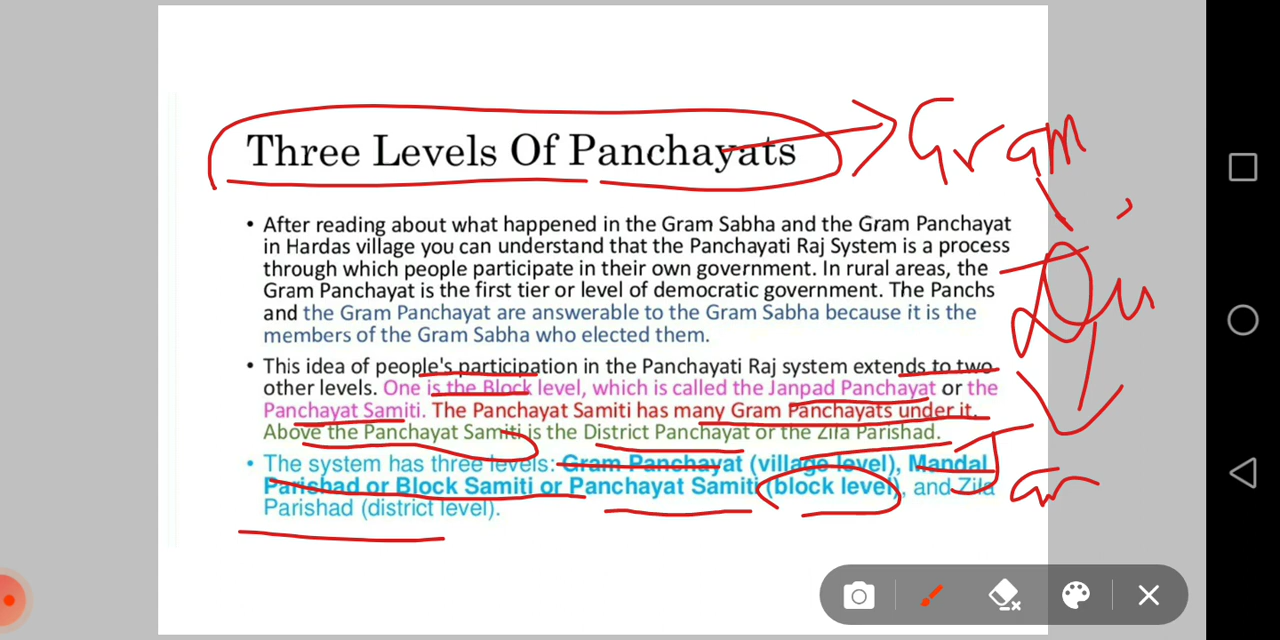 Three Levels Of Panchayats
Gram
• After reading about what happened in the Gram Sabha and the Gram Panchayat
in Hardas village you can understand that the Panchayati Raj System is a process
through which people participate in their own government. In rural areas, the
Gram Panchayat is the first tier or level of democratic government. The Panchs
and the Gram Panchayat are answerable to the Gram Sabha because it is the
members of the Gram Sabha who elected them.
• This idea of people's participation in the Panchayati Raj system extends to two
other levels. One is the Block level, which is called the Janpad Panchayat or the
Panchayat Samiti. The Panchayat Samiti has many Gram Panchayats under it.
Above the Panchayat Samiti is the District Panchayat or the Zila Parishad.
• The system has three levels: Gram Panchayat (village level), Mandal
Parishad or Block Samiti or Panchayat Samiti (block level), and Zila
Parishad (district level).